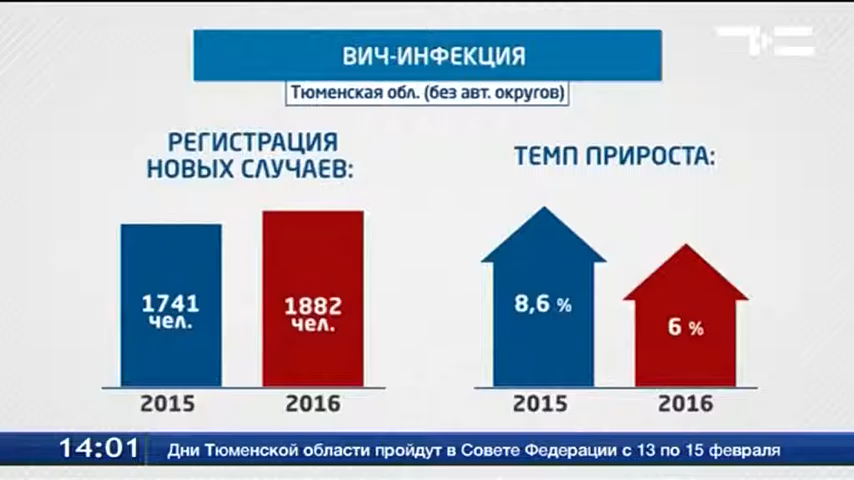 ВИЧ-ИНФЕКЦИЯ
Тюменская обл. (без авт. округов)
РЕГИСТРАЦИЯ
НОВЫХ СЛУЧАЕВ:
1741
чел.
1882
чел.
2015
2016
ТЕМП ПРИРОСТА:
8,6 %
6 %
2015
2016
14:01
Дни Тюменской области пройдут в Совете Федерации с 13 по 15 февраля